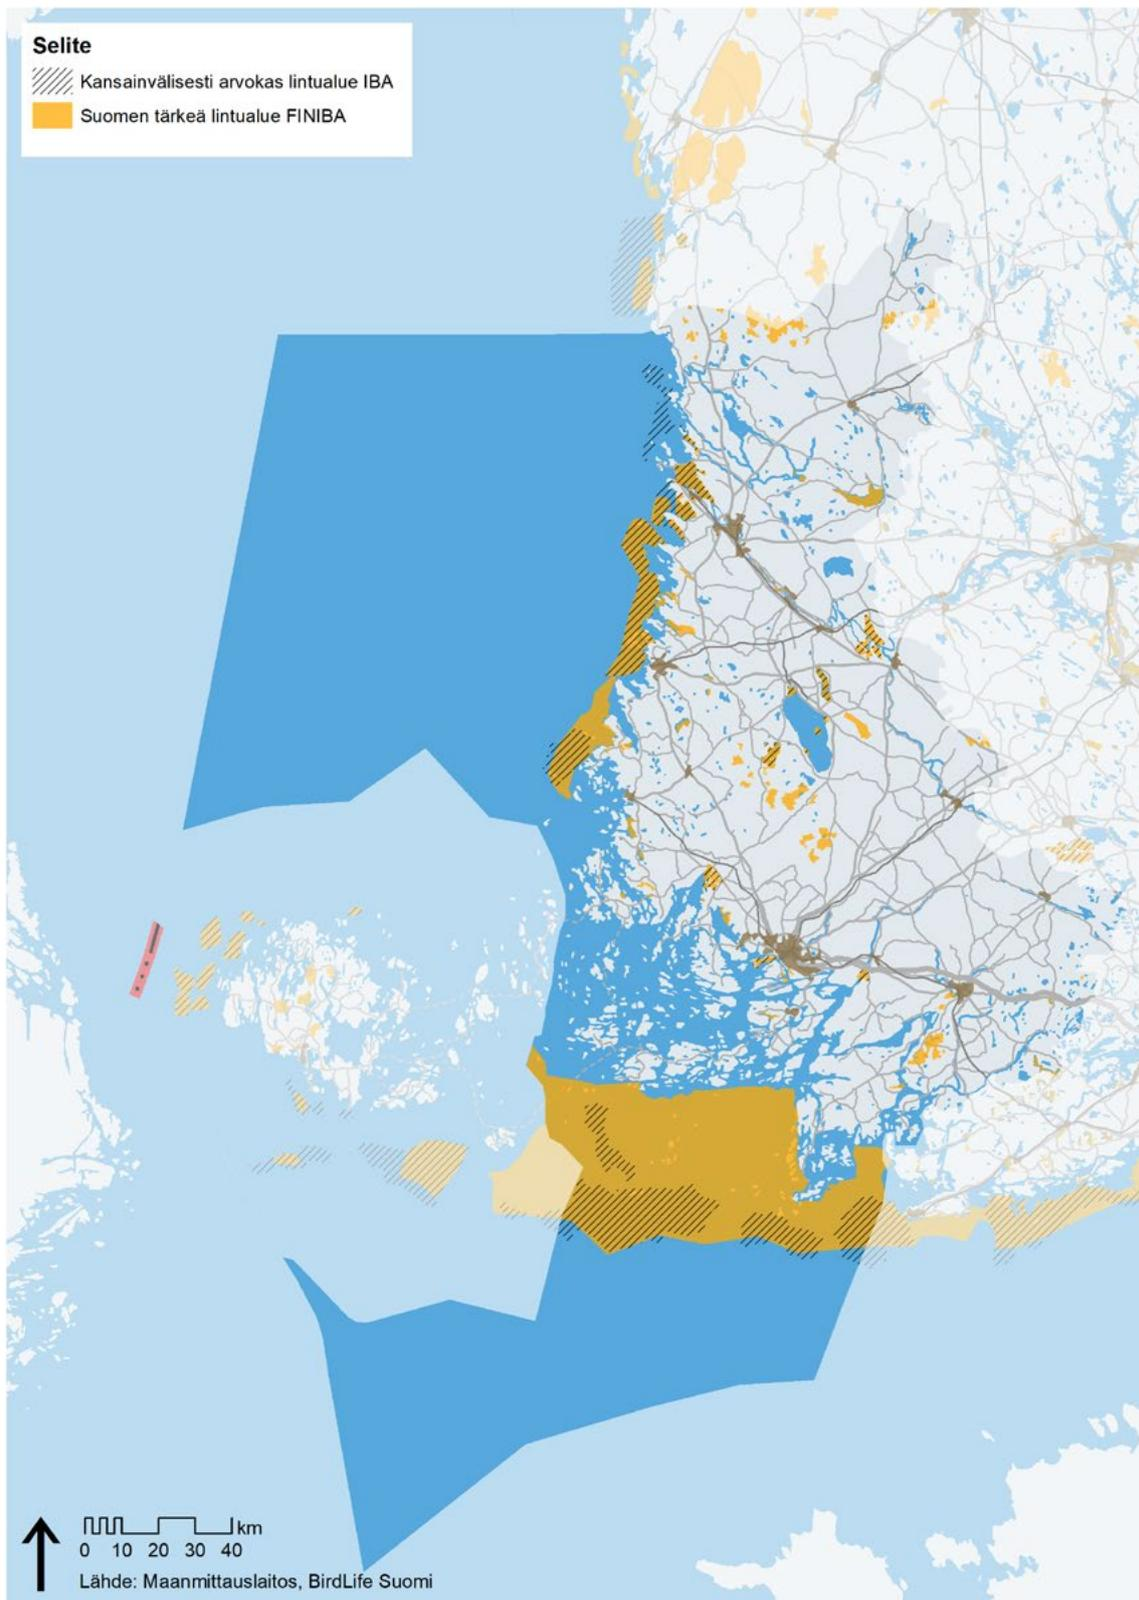 Selite
Kansainvälisesti arvokas lintualue IBA
Suomen tärkeä lintualue FINIBA
km
0 10 20 30 40
Lähde: Maanmittauslaitos, BirdLife Suomi